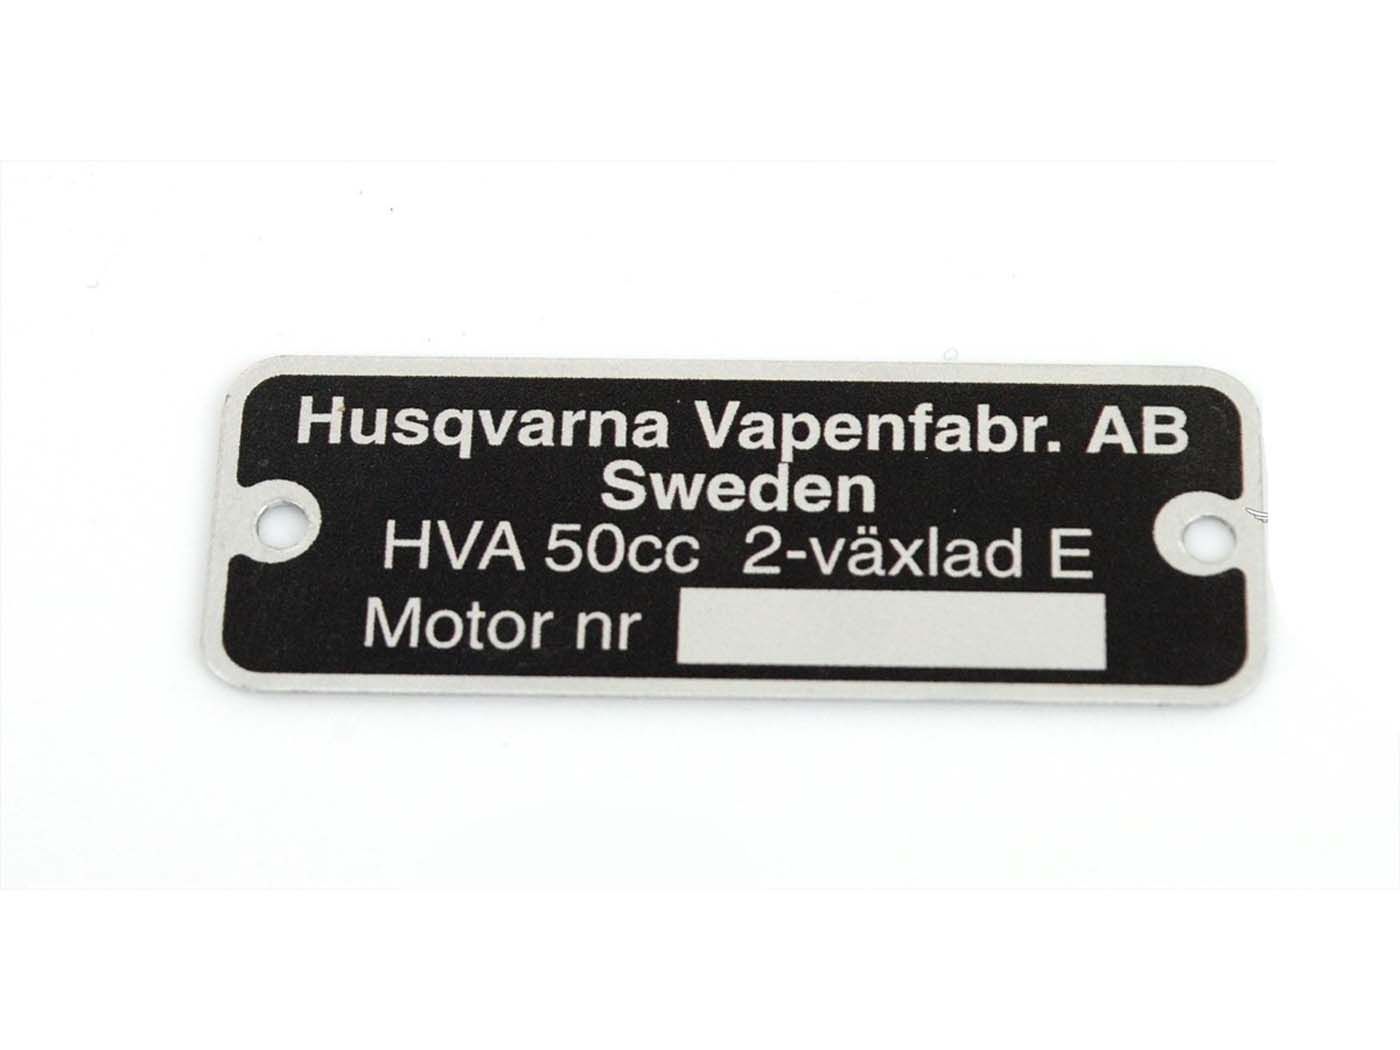 Husqvarna Vapenfabr. AB
Sweden
HVA 50cc 2-växlad E
Motor nr